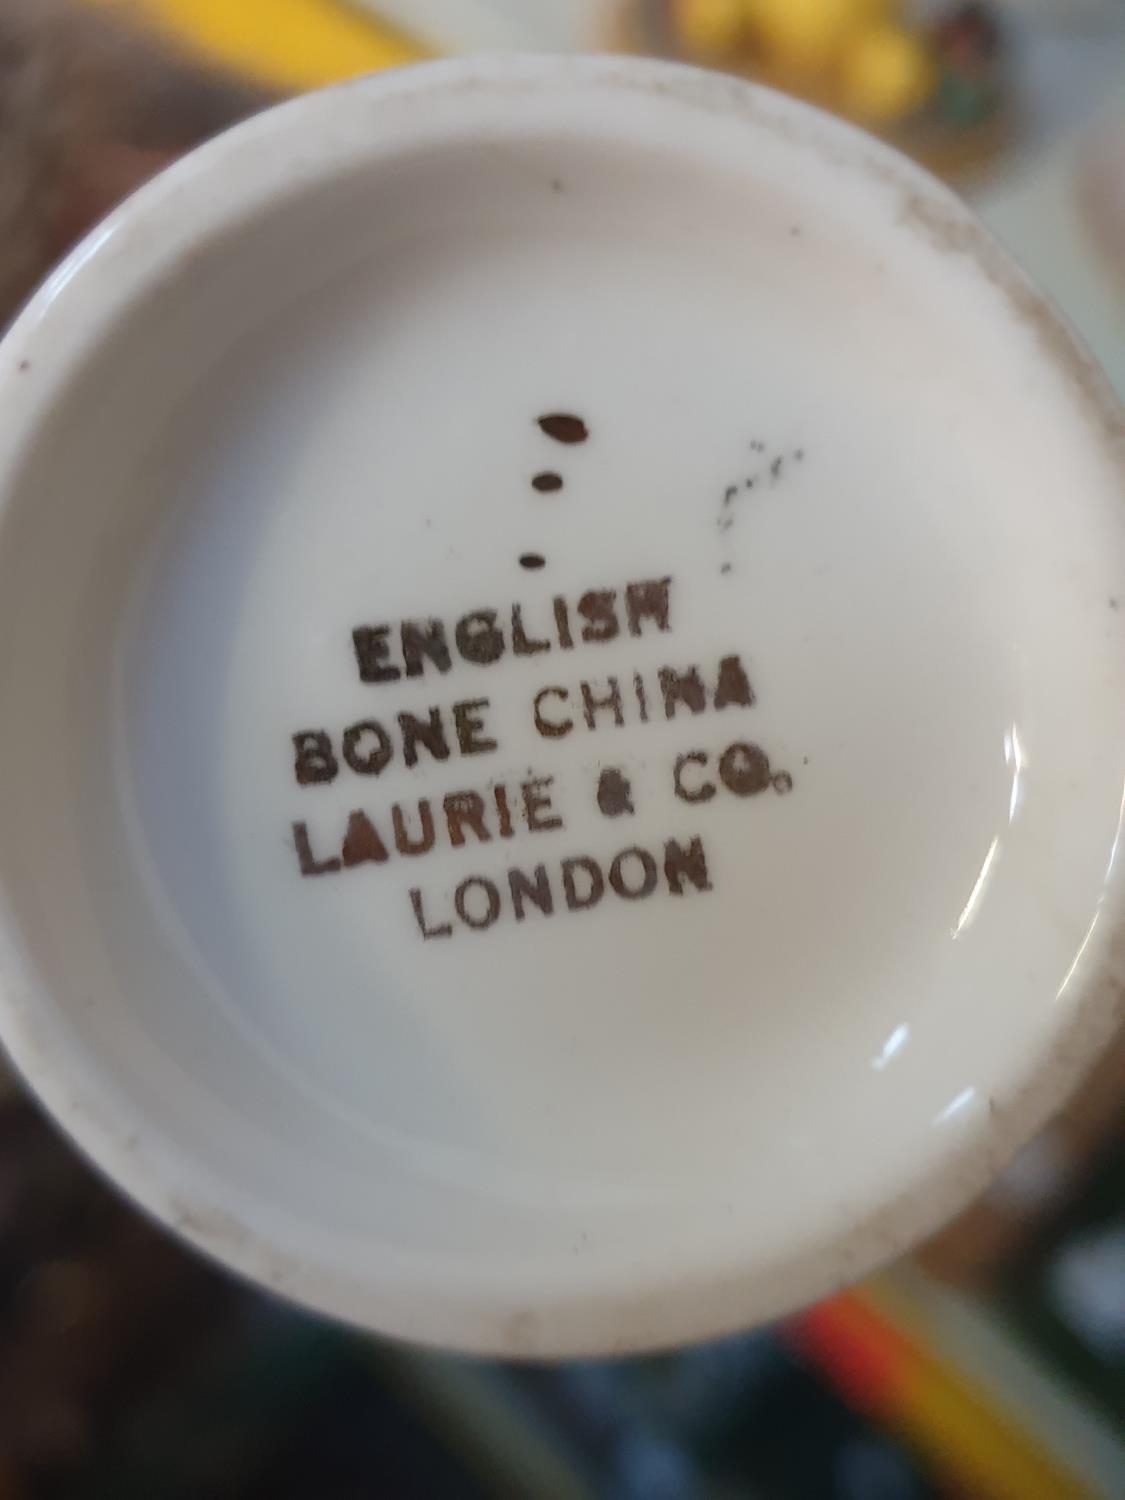 ENGLISH
BONE CHINA
LAURIE & CO.
LONDON